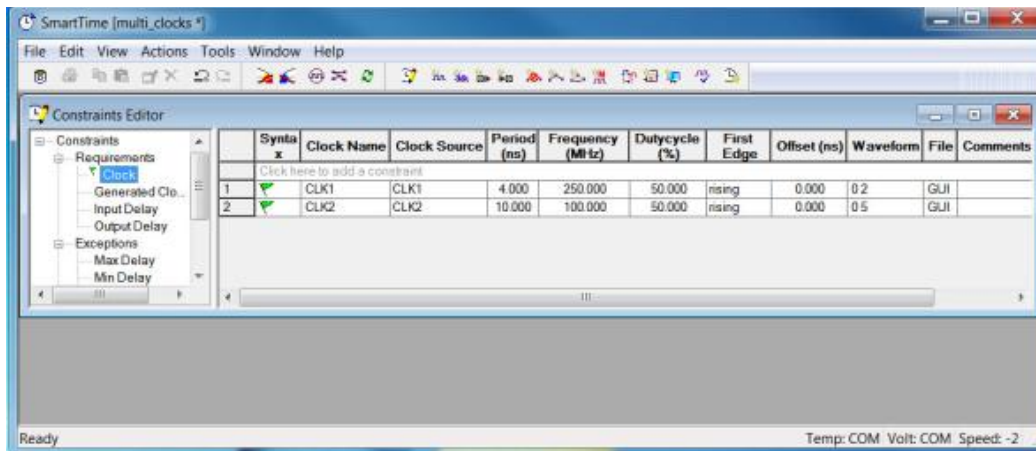 SmartTime [multi_clocks *]
File Edit View Actions Tools Window Help
Constraints Editor
Constraints
Requirements
Clock
Generated Clo...
Input Delay
Output Delay
Exceptions
Max Delay
Min Delay
Syntax Clock Name Clock Source Period (ns) Frequency (MHz) Dutycycle (%) First Edge Offset (ns) Waveform File Comments
Click here to add a constraint
1 CLK1 CLK1 4.000 250.000 50.000 rising 0.000 0 2 GUI
2 CLK2 CLK2 10.000 100.000 50.000 rising 0.000 0 5 GUI
Ready Temp: COM Volt: COM Speed: -2